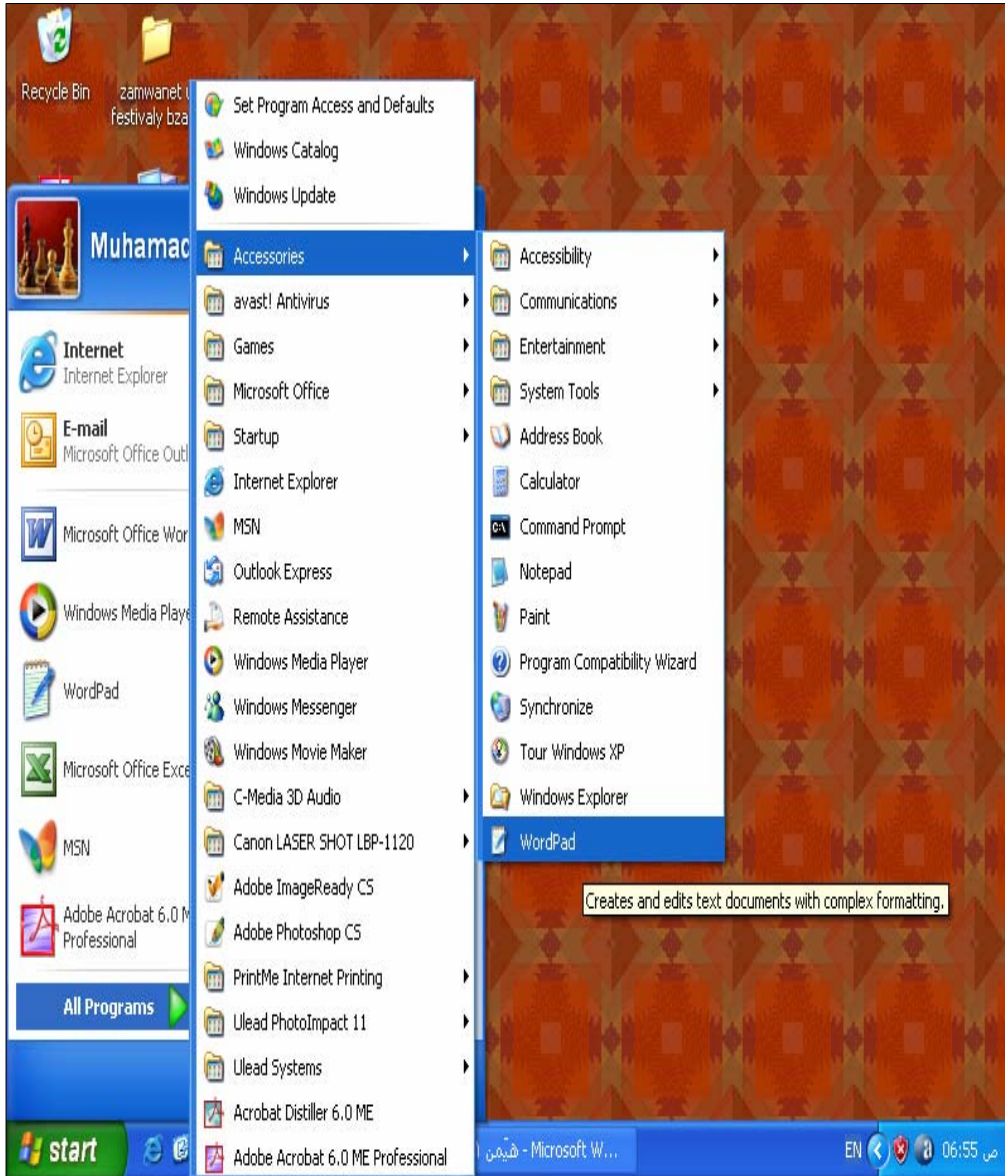 Recycle Bin
zamwanet
festivaly bza
Muhamad
Internet
Internet Explorer
E-mail
Microsoft Office Outl
Microsoft Office Wor
Windows Media Playe
WordPad
Microsoft Office Exce
MSN
Adobe Acrobat 6.0 M
Professional
All Programs
Set Program Access and Defaults
Windows Catalog
Windows Update
Accessories
avast! Antivirus
Games
Microsoft Office
Startup
Internet Explorer
MSN
Outlook Express
Remote Assistance
Windows Media Player
Windows Messenger
Windows Movie Maker
C-Media 3D Audio
Canon LASER SHOT LBP-1120
Adobe ImageReady CS
Adobe Photoshop CS
PrintMe Internet Printing
Ulead PhotoImpact 11
Ulead Systems
Acrobat Distiller 6.0 ME
Adobe Acrobat 6.0 ME Professional
Accessibility
Communications
Entertainment
System Tools
Address Book
Calculator
Command Prompt
Notepad
Paint
Program Compatibility Wizard
Synchronize
Tour Windows XP
Windows Explorer
WordPad
Creates and edits text documents with complex formatting.
start
هيمن - Microsoft W...
EN
06:55 ص